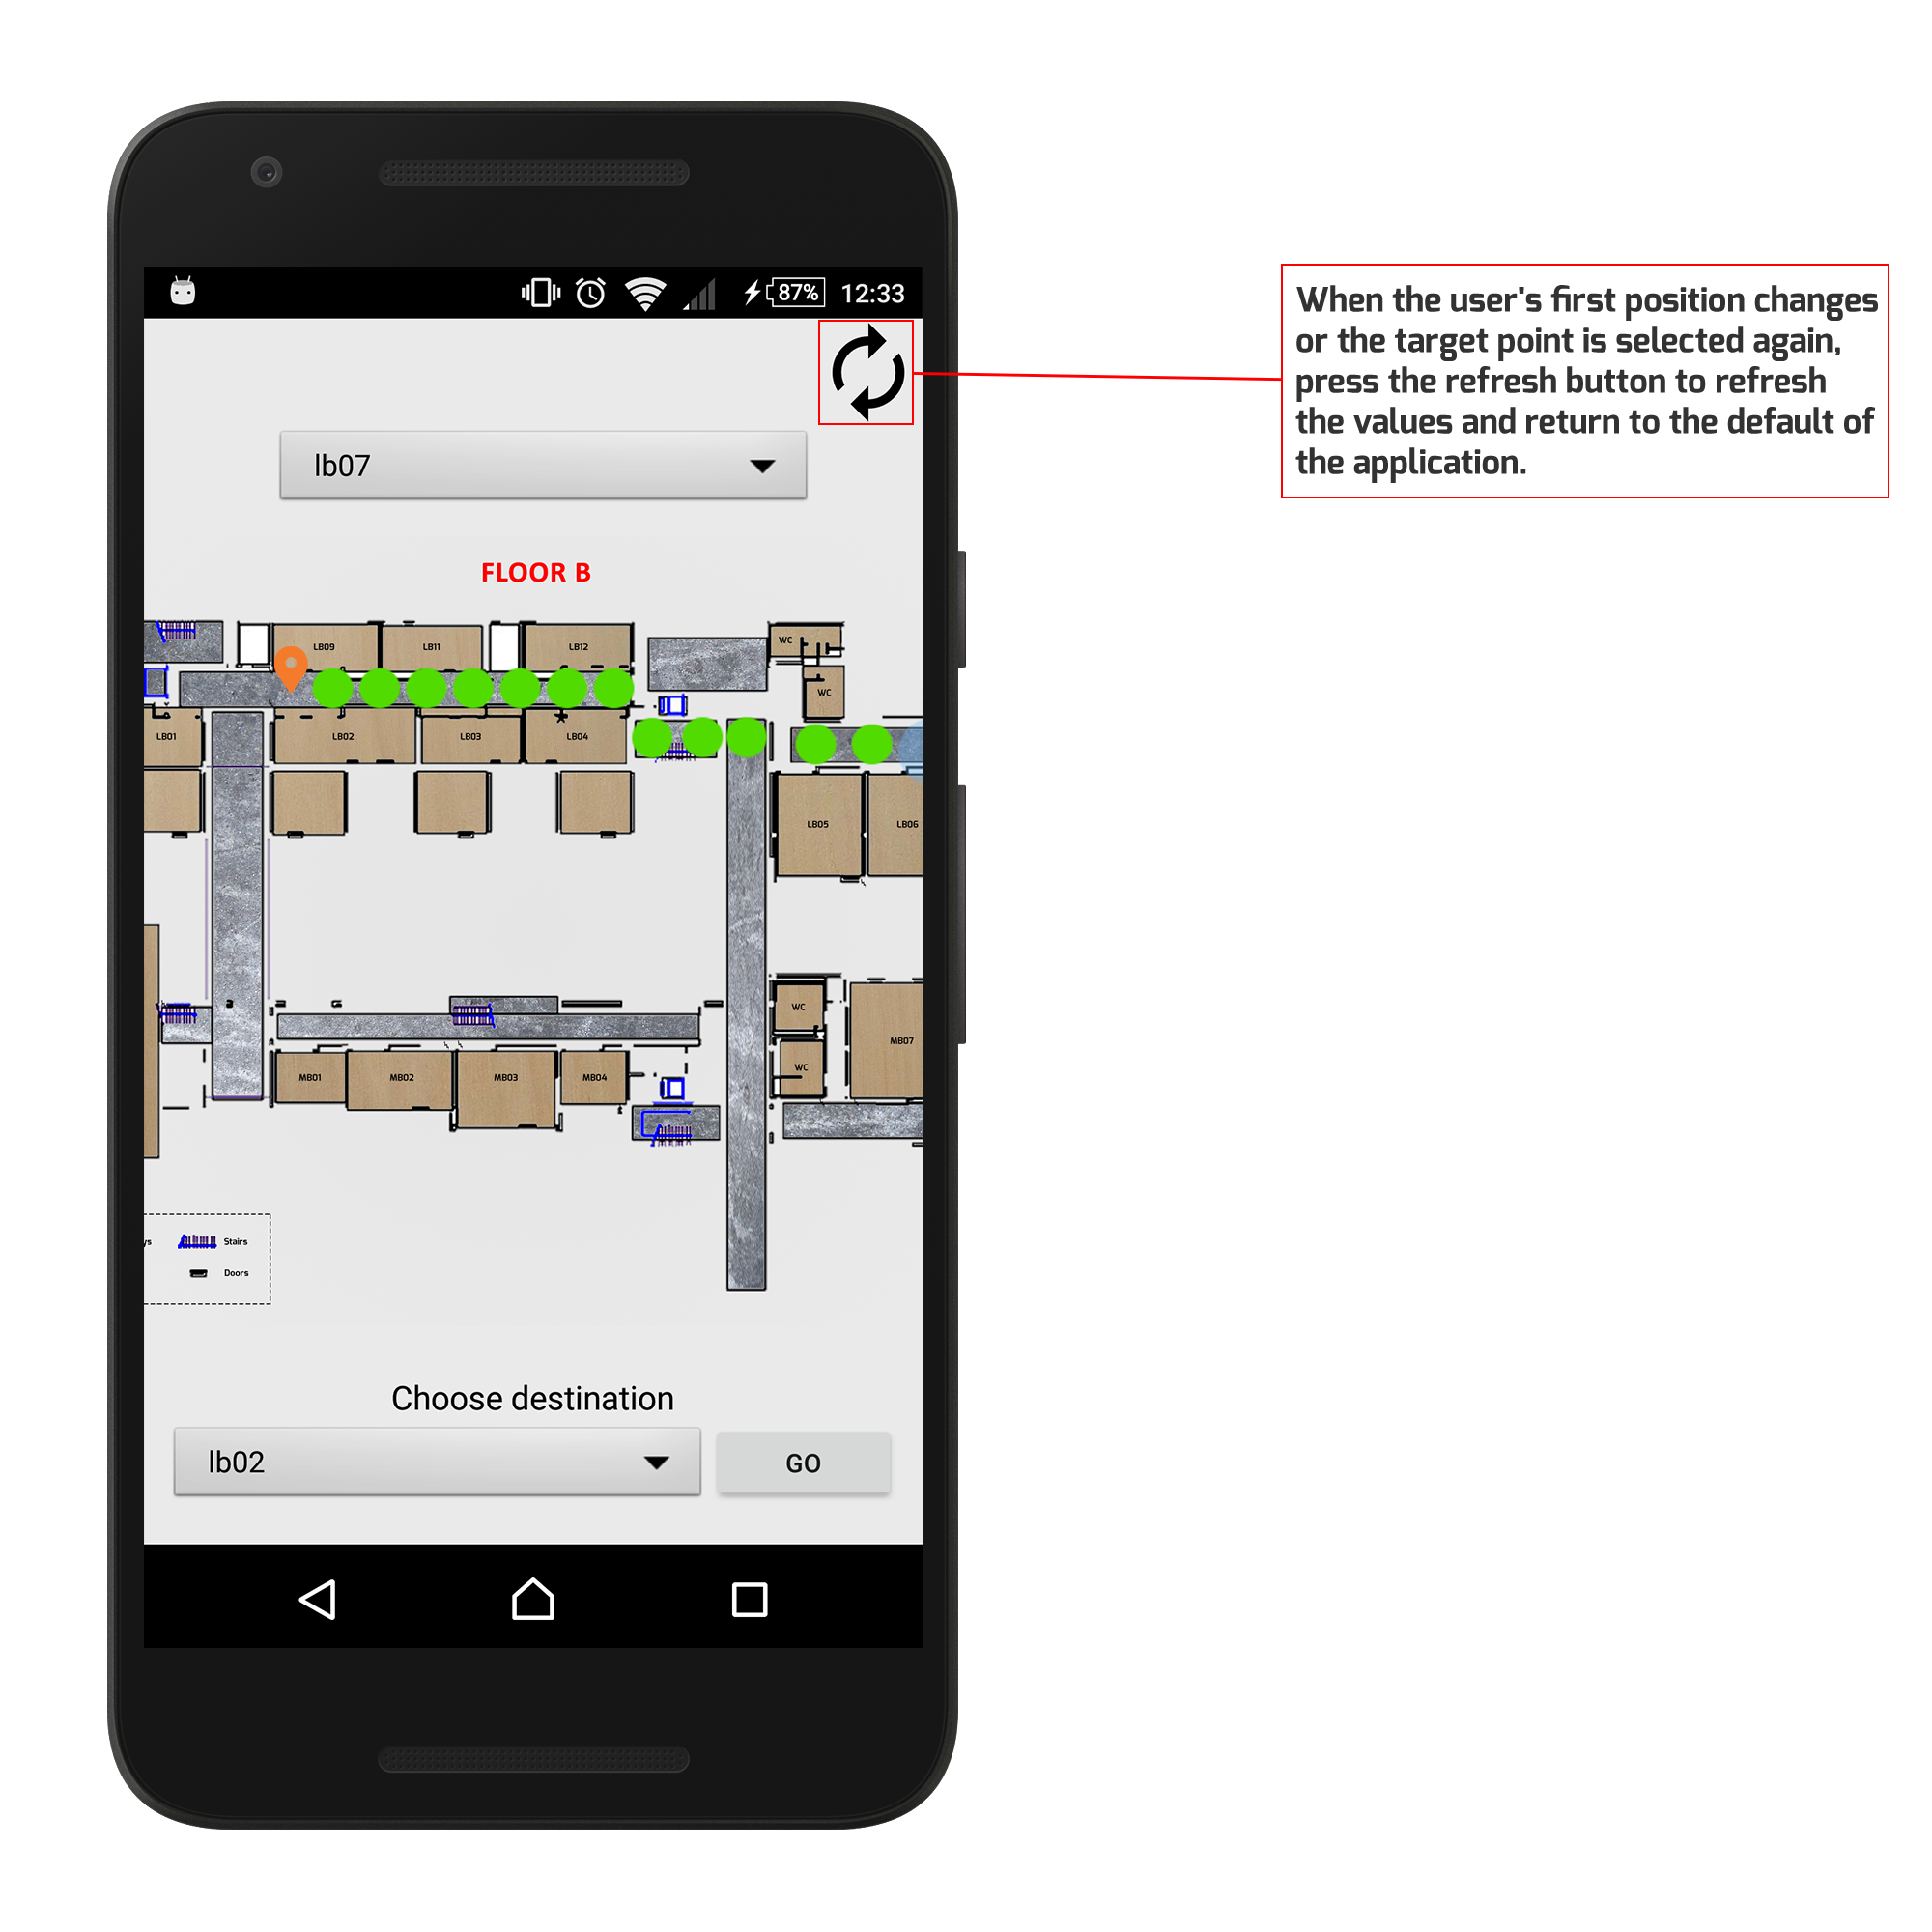 87% 12:33
When the user's first position changes
or the target point is selected again,
press the refresh button to refresh
the values and return to the default of
the application.
lb07
FLOOR B
LB09 LB11 LB12 WC
WC
LB01 LB02 LB03 LB04
LB05 LB06
WC
MB07
WC
MB01 MB02 MB03 MB04
ys Stairs
Doors
Choose destination
lb02 GO